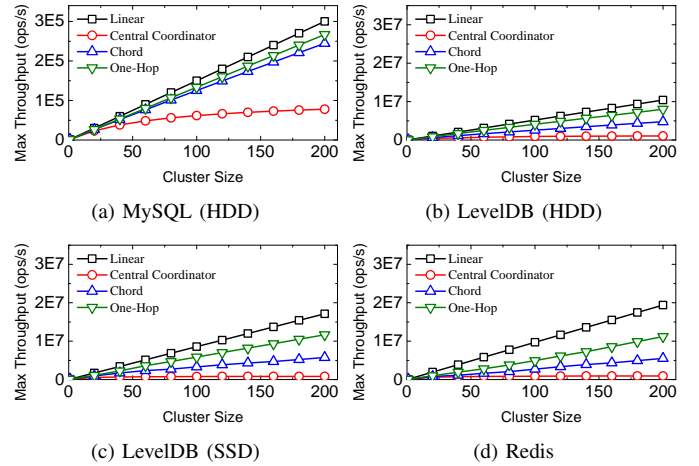 Max Throughput (ops/s)
3E5
2E5
1E5
0
Linear
Central Coordinator
Chord
One-Hop
0 50 100 150 200
Cluster Size
(a) MySQL (HDD)
Max Throughput (ops/s)
3E7
2E7
1E7
0
Linear
Central Coordinator
Chord
One-Hop
0 50 100 150 200
Cluster Size
(b) LevelDB (HDD)
Max Throughput (ops/s)
3E7
2E7
1E7
0
Linear
Central Coordinator
Chord
One-Hop
0 50 100 150 200
Cluster Size
(c) LevelDB (SSD)
Max Throughput (ops/s)
3E7
2E7
1E7
0
Linear
Central Coordinator
Chord
One-Hop
0 50 100 150 200
Cluster Size
(d) Redis